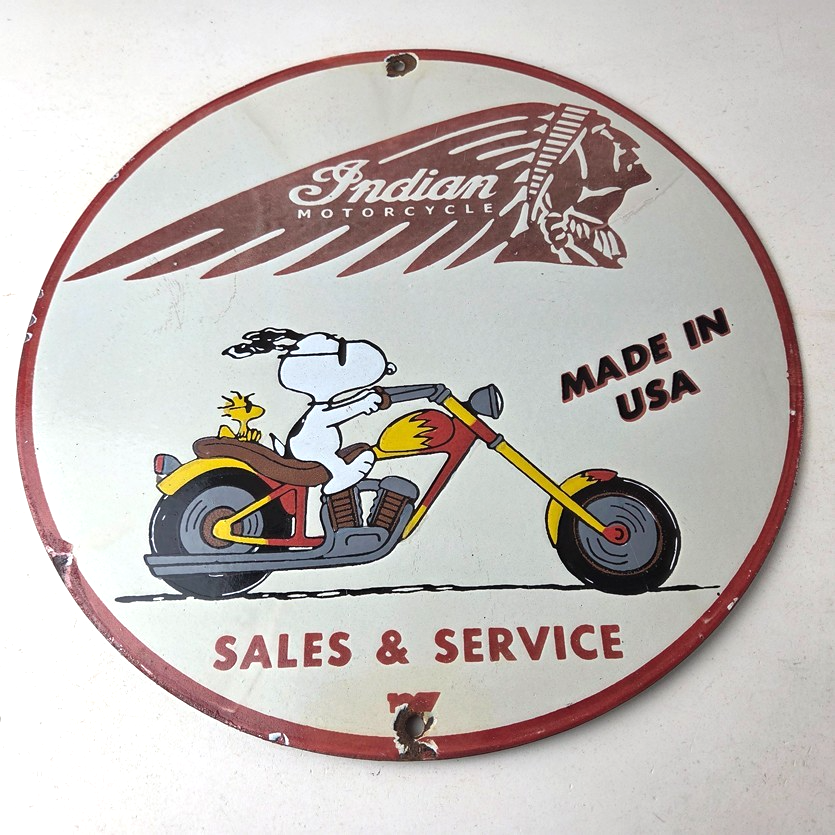 Indian
MOTORCYCLE
MADE IN
USA
SALES & SERVICE